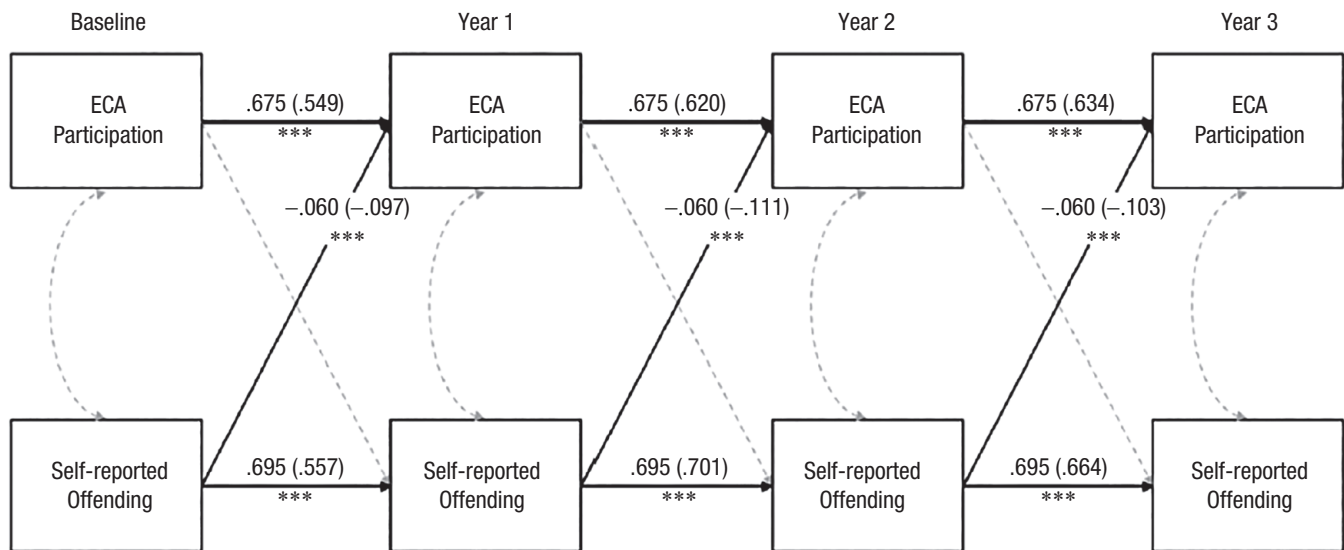 Baseline
Year 1
Year 2
Year 3
ECA
Participation
.675 (.549)
***
ECA
Participation
.675 (.620)
***
ECA
Participation
.675 (.634)
***
ECA
Participation
–.060 (–.097)
***
–.060 (–.111)
***
–.060 (–.103)
***
Self-reported
Offending
.695 (.557)
***
Self-reported
Offending
.695 (.701)
***
Self-reported
Offending
.695 (.664)
***
Self-reported
Offending